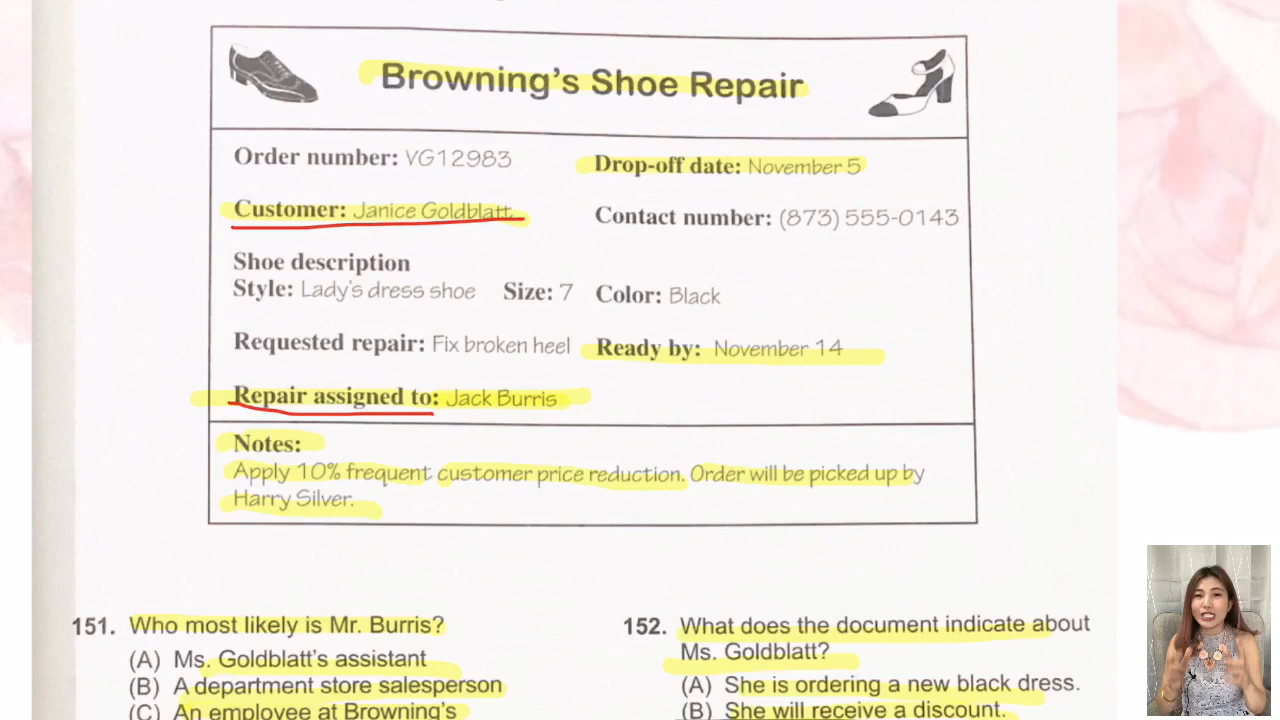 Browning's Shoe Repair
Order number: VG12983
Drop-off date: November 5
Customer: Janice Goldblatt
Contact number: (873) 555-0143
Shoe description
Style: Lady's dress shoe Size: 7 Color: Black
Requested repair: Fix broken heel
Ready by: November 14
Repair assigned to: Jack Burris
Notes:
Apply 10% frequent customer price reduction. Order will be picked up by
Harry Silver.
151. Who most likely is Mr. Burris?
(A) Ms. Goldblatt's assistant
(B) A department store salesperson
(C) An employee at Browning's
152. What does the document indicate about
Ms. Goldblatt?
(A) She is ordering a new black dress.
(B) She will receive a discount.